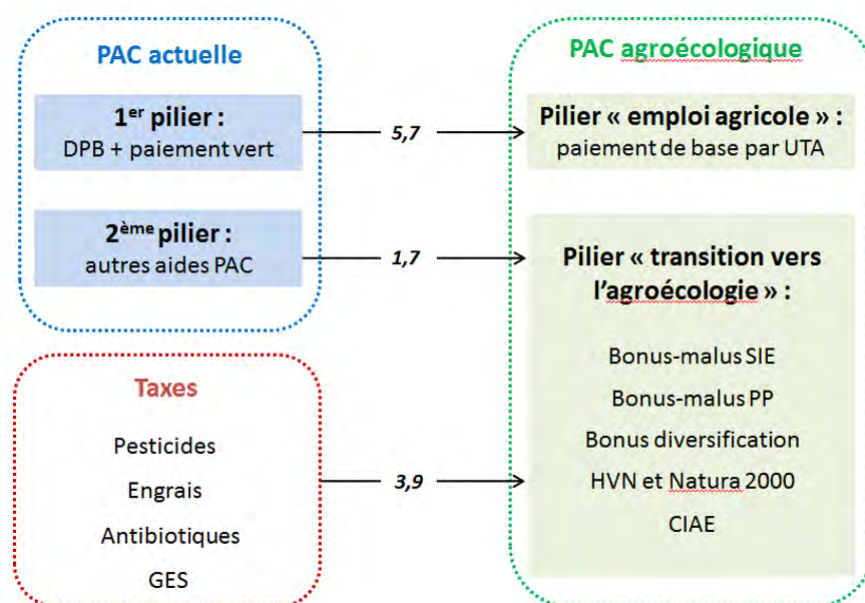 PAC actuelle
1er pilier :
DPB + paiement vert
2ème pilier :
autres aides PAC
Taxes
Pesticides
Engrais
Antibiotiques
GES
5,7
1,7
3,9
PAC agroécologique
Pilier « emploi agricole » :
paiement de base par UTA
Pilier « transition vers
l’agroécologie » :
Bonus-malus SIE
Bonus-malus PP
Bonus diversification
HVN et Natura 2000
CIAE